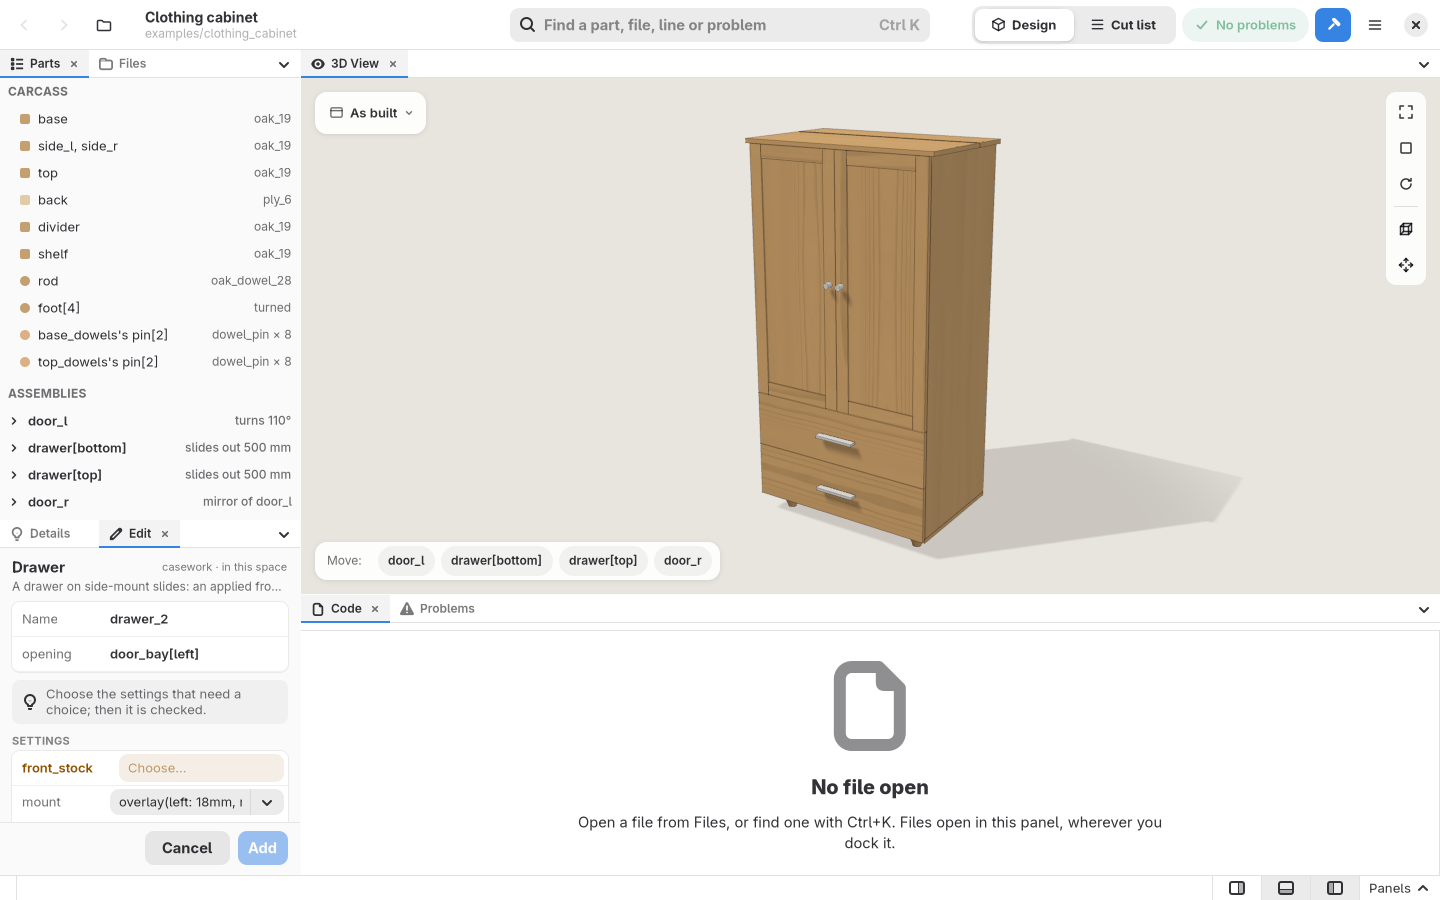 Clothing cabinet
examples/clothing_cabinet
Find a part, file, line or problem
Ctrl K
Design
Cut list
No problems
Parts
Files
3D View
CARCASS
base oak_19
side_l, side_r oak_19
top oak_19
back ply_6
divider oak_19
shelf oak_19
rod oak_dowel_28
foot[4] turned
base_dowels's pin[2] dowel_pin × 8
top_dowels's pin[2] dowel_pin × 8
ASSEMBLIES
door_l turns 110°
drawer[bottom] slides out 500 mm
drawer[top] slides out 500 mm
door_r mirror of door_l
As built
Move: door_l drawer[bottom] drawer[top] door_r
Details
Edit
Drawer casework · in this space
A drawer on side-mount slides: an applied fro...
Name drawer_2
opening door_bay[left]
Choose the settings that need a
choice; then it is checked.
SETTINGS
front_stock Choose...
mount overlay(left: 18mm, r
Cancel
Add
Code
Problems
No file open
Open a file from Files, or find one with Ctrl+K. Files open in this panel, wherever you
dock it.
Panels